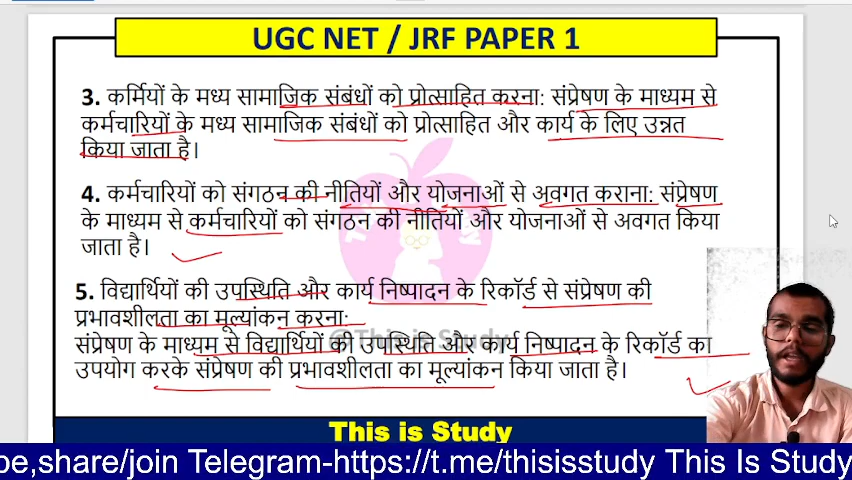 UGC NET / JRF PAPER 1
3. कर्मियों के मध्य सामाजिक संबंधों को प्रोत्साहित करना: संप्रेषण के माध्यम से
कर्मचारियों के मध्य सामाजिक संबंधों को प्रोत्साहित और कार्य के लिए उन्नत
किया जाता है।
4. कर्मचारियों को संगठन की नीतियों और योजनाओं से अवगत कराना: संप्रेषण
के माध्यम से कर्मचारियों को संगठन की नीतियों और योजनाओं से अवगत किया
जाता है।
5. विद्यार्थियों की उपस्थिति और कार्य निष्पादन के रिकॉर्ड से संप्रेषण की
प्रभावशीलता का मूल्यांकन करना:
@This is Study
संप्रेषण के माध्यम से विद्यार्थियों की उपस्थिति और कार्य निष्पादन के रिकॉर्ड का
उपयोग करके संप्रेषण की प्रभावशीलता का मूल्यांकन किया जाता है।
This is Study
be,share/join Telegram-https://t.me/thisisstudy This Is Study